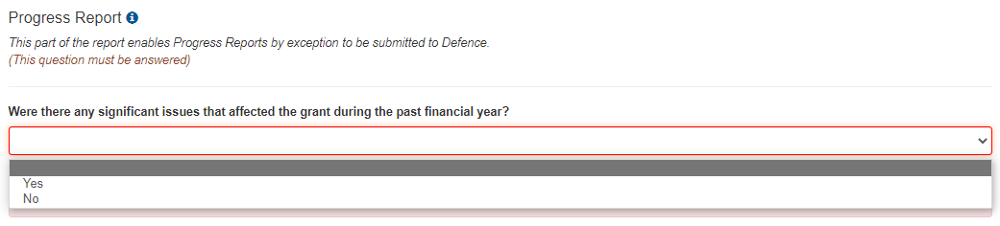 Progress Report
This part of the report enables Progress Reports by exception to be submitted to Defence.
(This question must be answered)
Were there any significant issues that affected the grant during the past financial year?
Yes
No